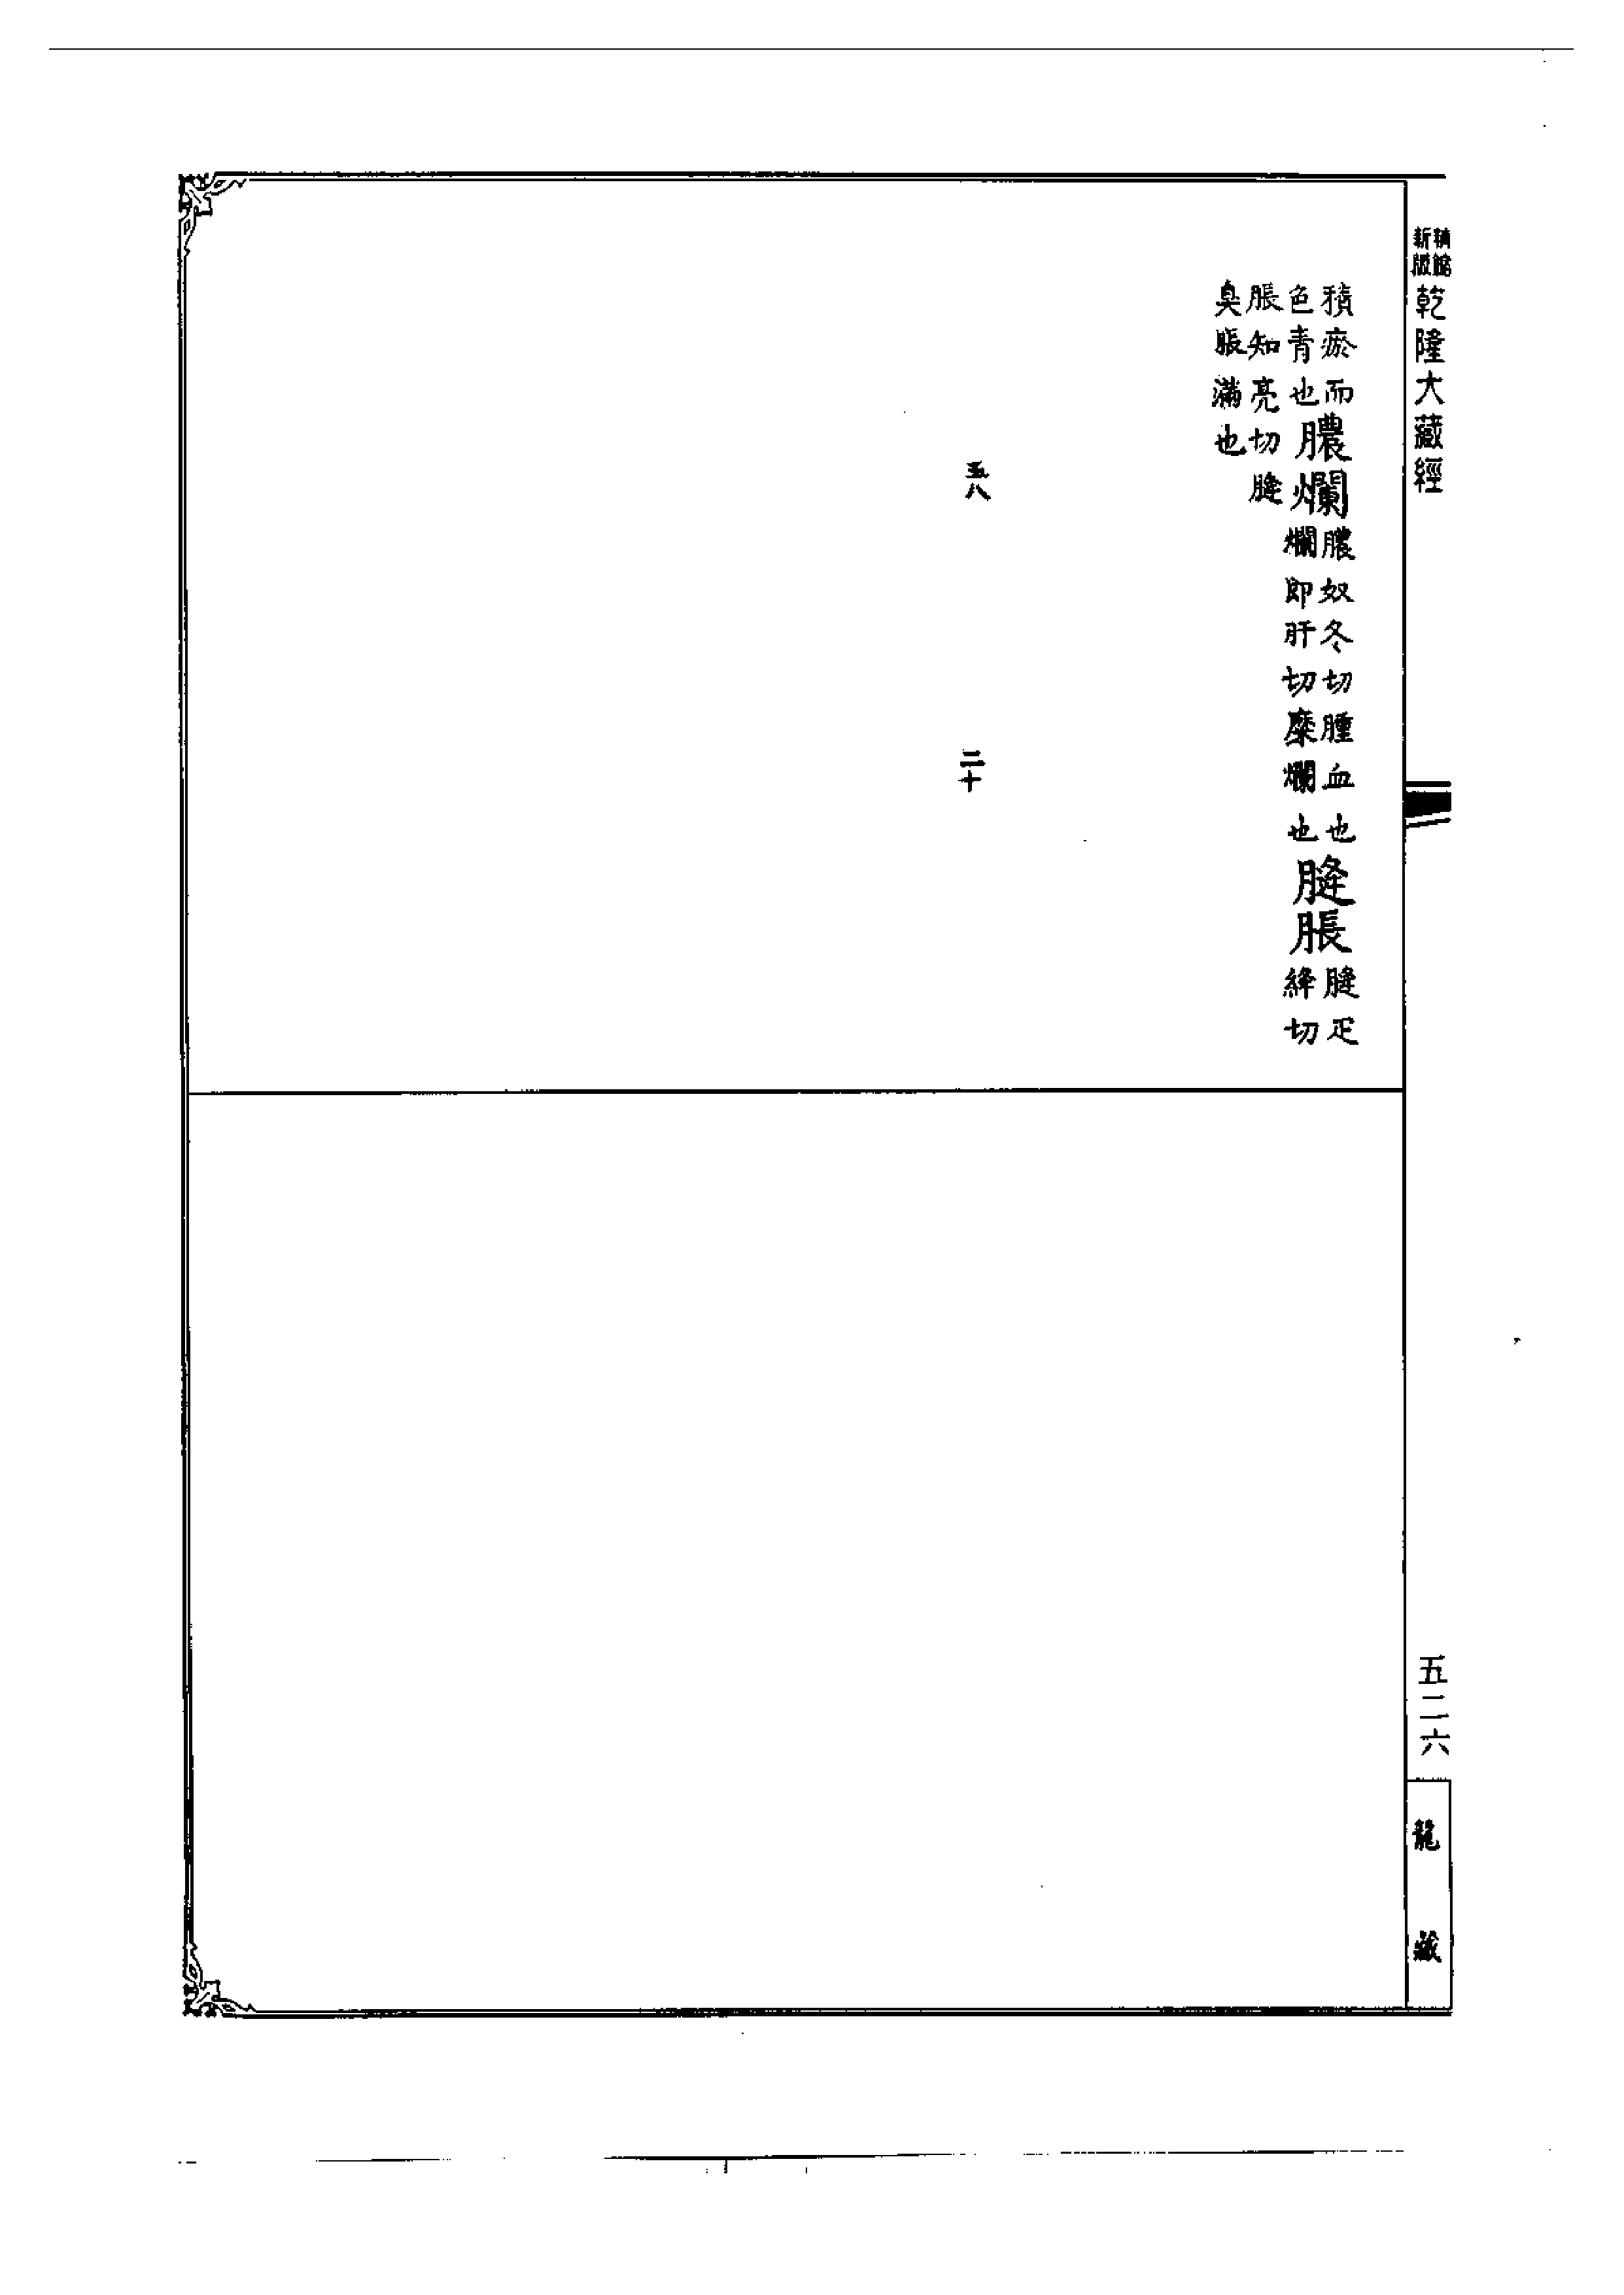 新版
乾隆大藏經
積瘀而
色青也
膿爛
膿奴冬切腫血也
爛郎肝切糜爛也
膖脹
膖疋
絳切
脹知亮切膖
臭脹滿也
五八
二十
五二六
龍藏